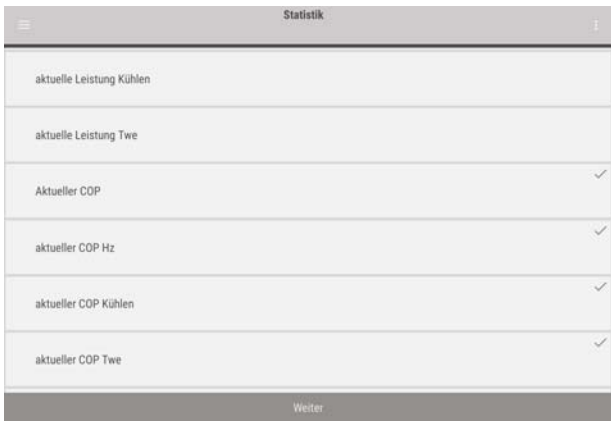 Statistik
aktuelle Leistung Kühlen
aktuelle Leistung Twe
Aktueller COP
aktueller COP Hz
aktueller COP Kühlen
aktueller COP Twe
Weiter